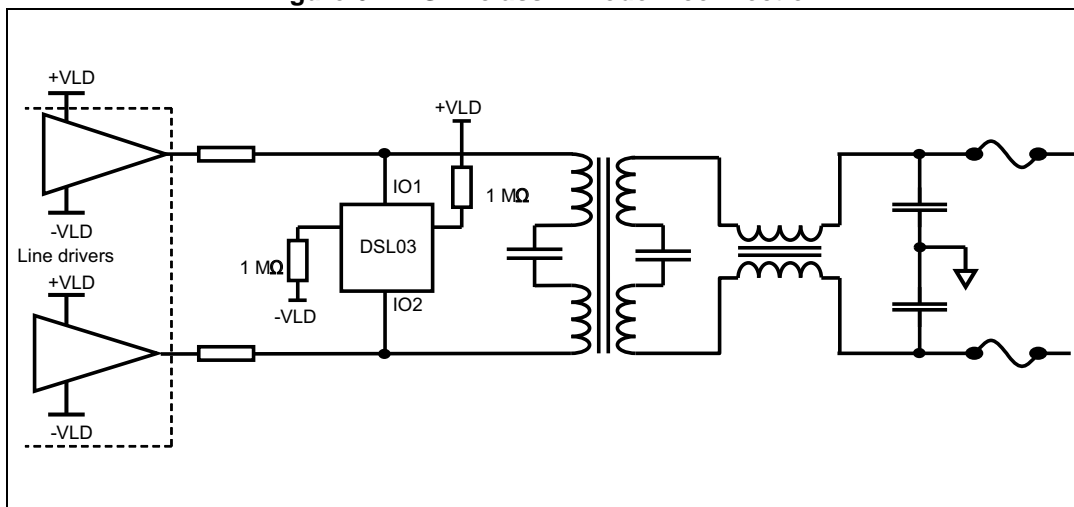 +VLD
+VLD
IO1
1 MΩ
-VLD
Line drivers
DSL03
1 MΩ
+VLD
IO2
-VLD
-VLD